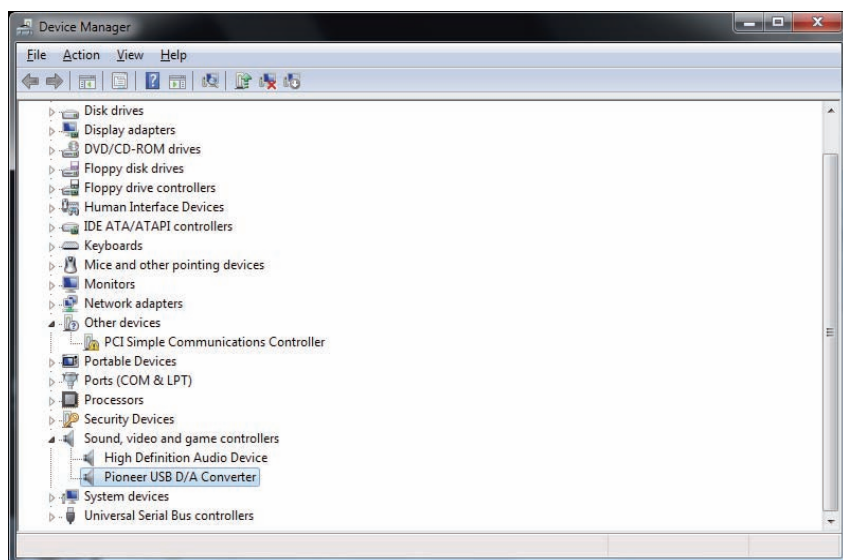 Device Manager
File Action View Help
Disk drives
Display adapters
DVD/CD-ROM drives
Floppy disk drives
Floppy drive controllers
Human Interface Devices
IDE ATA/ATAPI controllers
Keyboards
Mice and other pointing devices
Monitors
Network adapters
Other devices
PCI Simple Communications Controller
Portable Devices
Ports (COM & LPT)
Processors
Security Devices
Sound, video and game controllers
High Definition Audio Device
Pioneer USB D/A Converter
System devices
Universal Serial Bus controllers